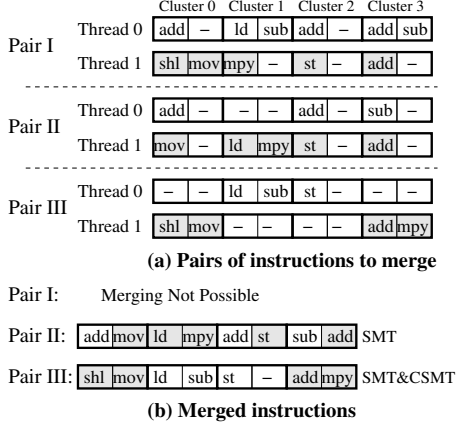 Cluster 0 Cluster 1 Cluster 2 Cluster 3
Pair I
Thread 0 add – ld sub add – add sub
Thread 1 shl mov mpy – st – add –
Pair II
Thread 0 add – – – add – sub –
Thread 1 mov – ld mpy st – add –
Pair III
Thread 0 – – ld sub st – – –
Thread 1 shl mov – – – – add mpy
(a) Pairs of instructions to merge
Pair I: Merging Not Possible
Pair II: add mov ld mpy add st sub add SMT
Pair III: shl mov ld sub st – add mpy SMT&CSMT
(b) Merged instructions